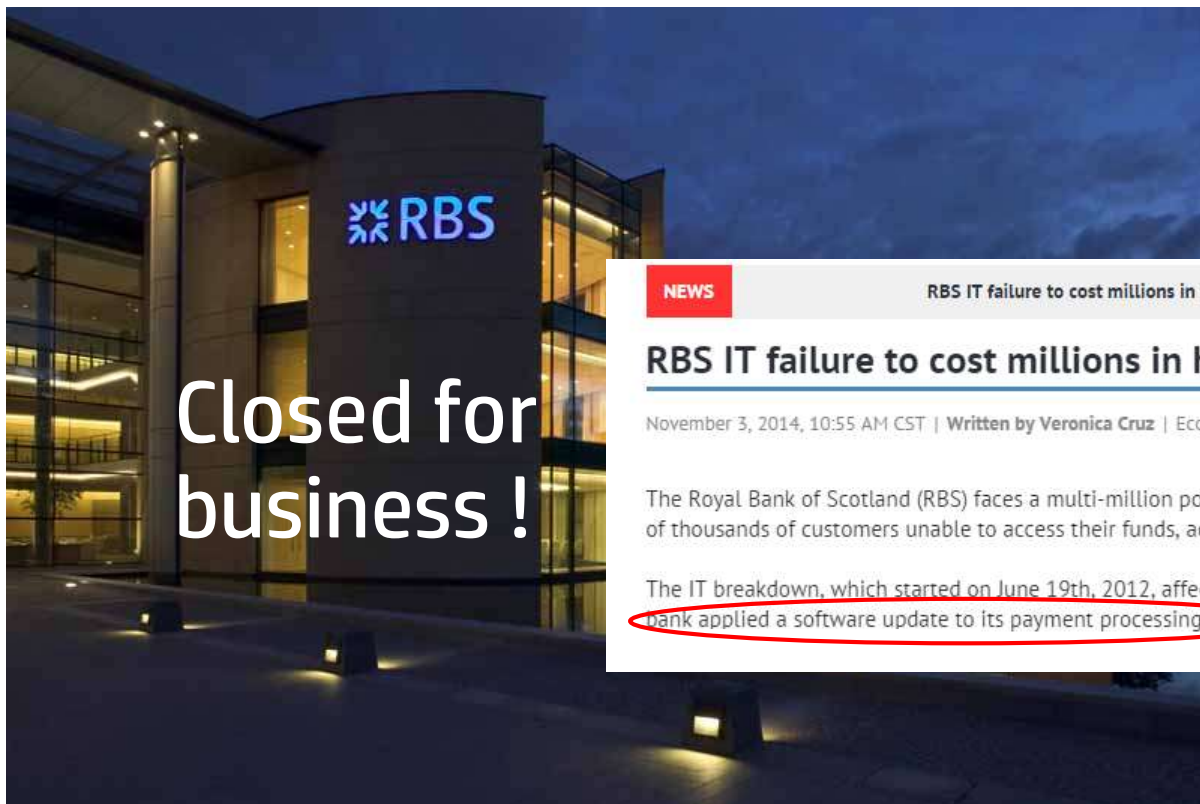 RBS
Closed for
business !
NEWS
RBS IT failure to cost millions in
RBS IT failure to cost millions in
November 3, 2014, 10:55 AM CST | Written by Veronica Cruz |
The Royal Bank of Scotland (RBS) faces a multi-million
of thousands of customers unable to access their funds,
The IT breakdown, which started on June 19th, 2012,
bank applied a software update to its payment processing